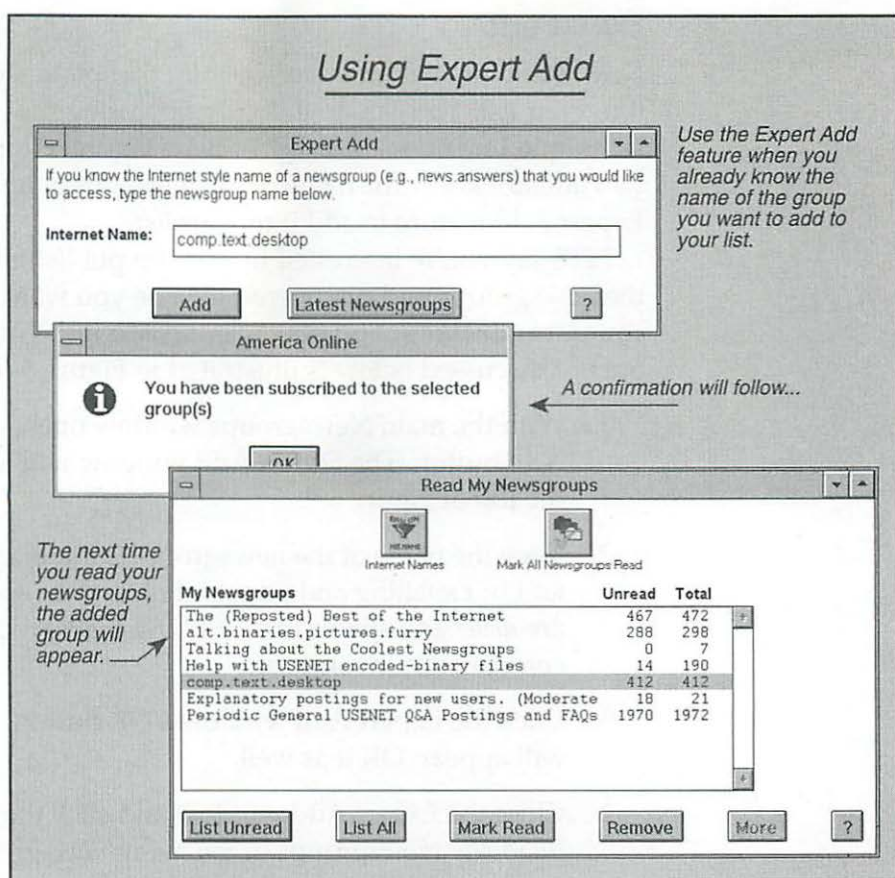 Using Expert Add
Expert Add
If you know the Internet style name of a newsgroup (e.g., news.answers) that you would like
to access, type the newsgroup name below.
Internet Name: comp.text.desktop
Add Latest Newsgroups ?
Use the Expert Add
feature when you
already know the
name of the group
you want to add to
your list.
America Online
You have been subscribed to the selected
group(s)
OK
A confirmation will follow...
The next time
you read your
newsgroups,
the added
group will
appear.
Read My Newsgroups
Internet Names Mark All Newsgroups Read
My Newsgroups Unread Total
The (Reposted) Best of the Internet 467 472
alt.binaries.pictures.furry 288 298
Talking about the Coolest Newsgroups 0 7
Help with USENET encoded-binary files 14 190
comp.text.desktop 412 412
Explanatory postings for new users. (Moderate 18 21
Periodic General USENET Q&A Postings and FAQs 1970 1972
List Unread List All Mark Read Remove More ?